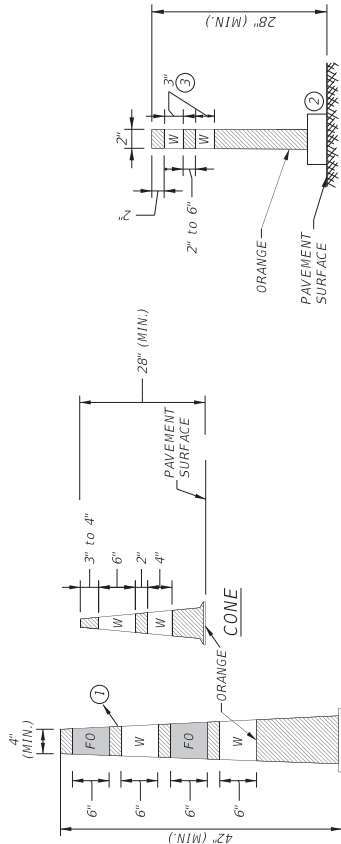 4"
(MIN.)
42" (MIN.)
6"
6"
6"
6"
FO
W
FO
W
1
ORANGE
CONE
W
W
3" to 4"
6"
2"
4"
28" (MIN.)
PAVEMENT
SURFACE
2"
2"
3"
3
W
W
2" to 6"
28" (MIN.)
ORANGE
2
PAVEMENT
SURFACE